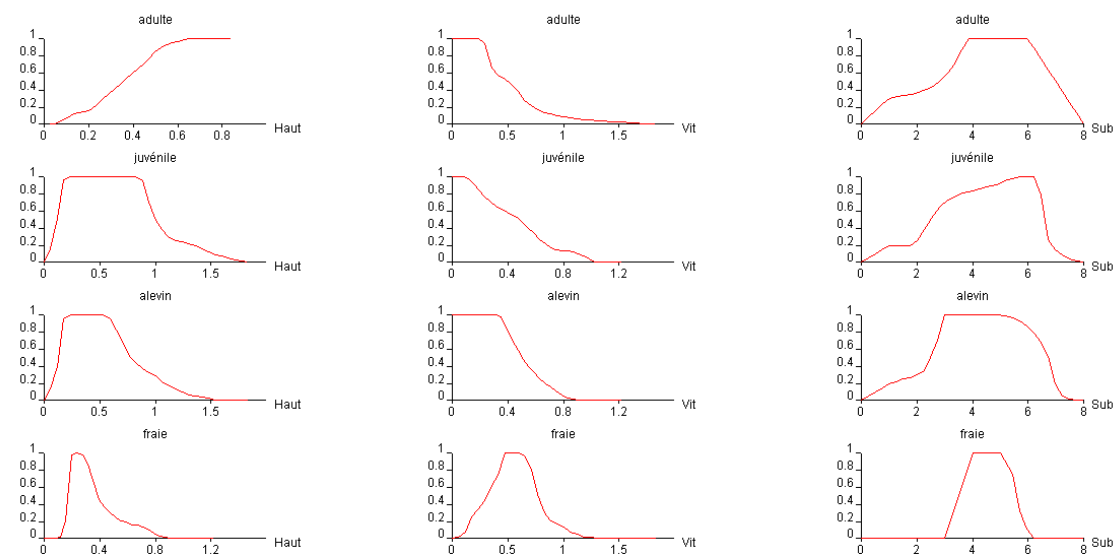 adulte adulte adulte
1 1 1
0.8 0.8 0.8
0.6 0.6 0.6
0.4 0.4 0.4
0.2 0.2 0.2
0 0 0
0 0.2 0.4 0.6 0.8 Haut 0 0.5 1 1.5 Vit 0 2 4 6 8 Sub
juvénile juvénile juvénile
1 1 1
0.8 0.8 0.8
0.6 0.6 0.6
0.4 0.4 0.4
0.2 0.2 0.2
0 0 0
0 0.5 1 1.5 Haut 0 0.4 0.8 1.2 Vit 0 2 4 6 8 Sub
alevin alevin alevin
1 1 1
0.8 0.8 0.8
0.6 0.6 0.6
0.4 0.4 0.4
0.2 0.2 0.2
0 0 0
0 0.5 1 1.5 Haut 0 0.4 0.8 1.2 Vit 0 2 4 6 8 Sub
fraie fraie fraie
1 1 1
0.8 0.8 0.8
0.6 0.6 0.6
0.4 0.4 0.4
0.2 0.2 0.2
0 0 0
0 0.4 0.8 1.2 Haut 0 0.5 1 1.5 Vit 0 2 4 6 8 Sub